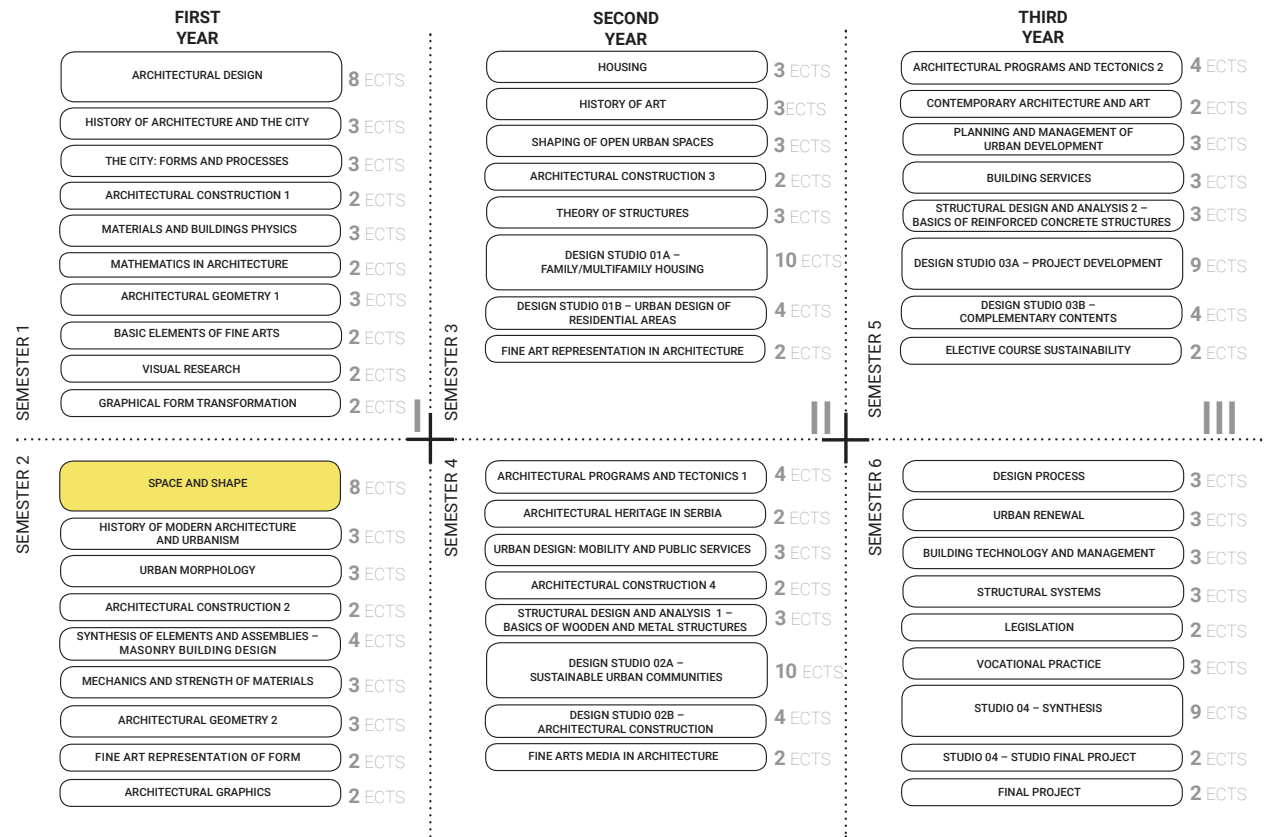 FIRST
YEAR
SEMESTER 1
ARCHITECTURAL DESIGN 8 ECTS
HISTORY OF ARCHITECTURE AND THE CITY 3 ECTS
THE CITY: FORMS AND PROCESSES 3 ECTS
ARCHITECTURAL CONSTRUCTION 1 2 ECTS
MATERIALS AND BUILDINGS PHYSICS 3 ECTS
MATHEMATICS IN ARCHITECTURE 2 ECTS
ARCHITECTURAL GEOMETRY 1 3 ECTS
BASIC ELEMENTS OF FINE ARTS 2 ECTS
VISUAL RESEARCH 2 ECTS
GRAPHICAL FORM TRANSFORMATION 2 ECTS
I
SEMESTER 2
SPACE AND SHAPE 8 ECTS
HISTORY OF MODERN ARCHITECTURE
AND URBANISM 3 ECTS
URBAN MORPHOLOGY 3 ECTS
ARCHITECTURAL CONSTRUCTION 2 2 ECTS
SYNTHESIS OF ELEMENTS AND ASSEMBLIES –
MASONRY BUILDING DESIGN 4 ECTS
MECHANICS AND STRENGTH OF MATERIALS 3 ECTS
ARCHITECTURAL GEOMETRY 2 3 ECTS
FINE ART REPRESENTATION OF FORM 2 ECTS
ARCHITECTURAL GRAPHICS 2 ECTS
SECOND
YEAR
SEMESTER 3
HOUSING 3 ECTS
HISTORY OF ART 3ECTS
SHAPING OF OPEN URBAN SPACES 3 ECTS
ARCHITECTURAL CONSTRUCTION 3 2 ECTS
THEORY OF STRUCTURES 3 ECTS
DESIGN STUDIO 01A –
FAMILY/MULTIFAMILY HOUSING 10 ECTS
DESIGN STUDIO 01B – URBAN DESIGN OF
RESIDENTIAL AREAS 4 ECTS
FINE ART REPRESENTATION IN ARCHITECTURE 2 ECTS
II
SEMESTER 4
ARCHITECTURAL PROGRAMS AND TECTONICS 1 4 ECTS
ARCHITECTURAL HERITAGE IN SERBIA 2 ECTS
URBAN DESIGN: MOBILITY AND PUBLIC SERVICES 3 ECTS
ARCHITECTURAL CONSTRUCTION 4 2 ECTS
STRUCTURAL DESIGN AND ANALYSIS 1 –
BASICS OF WOODEN AND METAL STRUCTURES 3 ECTS
DESIGN STUDIO 02A –
SUSTAINABLE URBAN COMMUNITIES 10 ECTS
DESIGN STUDIO 02B –
ARCHITECTURAL CONSTRUCTION 4 ECTS
FINE ARTS MEDIA IN ARCHITECTURE 2 ECTS
THIRD
YEAR
SEMESTER 5
ARCHITECTURAL PROGRAMS AND TECTONICS 2 4 ECTS
CONTEMPORARY ARCHITECTURE AND ART 2 ECTS
PLANNING AND MANAGEMENT OF
URBAN DEVELOPMENT 3 ECTS
BUILDING SERVICES 3 ECTS
STRUCTURAL DESIGN AND ANALYSIS 2 –
BASICS OF REINFORCED CONCRETE STRUCTURES 3 ECTS
DESIGN STUDIO 03A – PROJECT DEVELOPMENT 9 ECTS
DESIGN STUDIO 03B –
COMPLEMENTARY CONTENTS 4 ECTS
ELECTIVE COURSE SUSTAINABILITY 2 ECTS
III
SEMESTER 6
DESIGN PROCESS 3 ECTS
URBAN RENEWAL 3 ECTS
BUILDING TECHNOLOGY AND MANAGEMENT 3 ECTS
STRUCTURAL SYSTEMS 3 ECTS
LEGISLATION 2 ECTS
VOCATIONAL PRACTICE 3 ECTS
STUDIO 04 – SYNTHESIS 9 ECTS
STUDIO 04 – STUDIO FINAL PROJECT 2 ECTS
FINAL PROJECT 2 ECTS